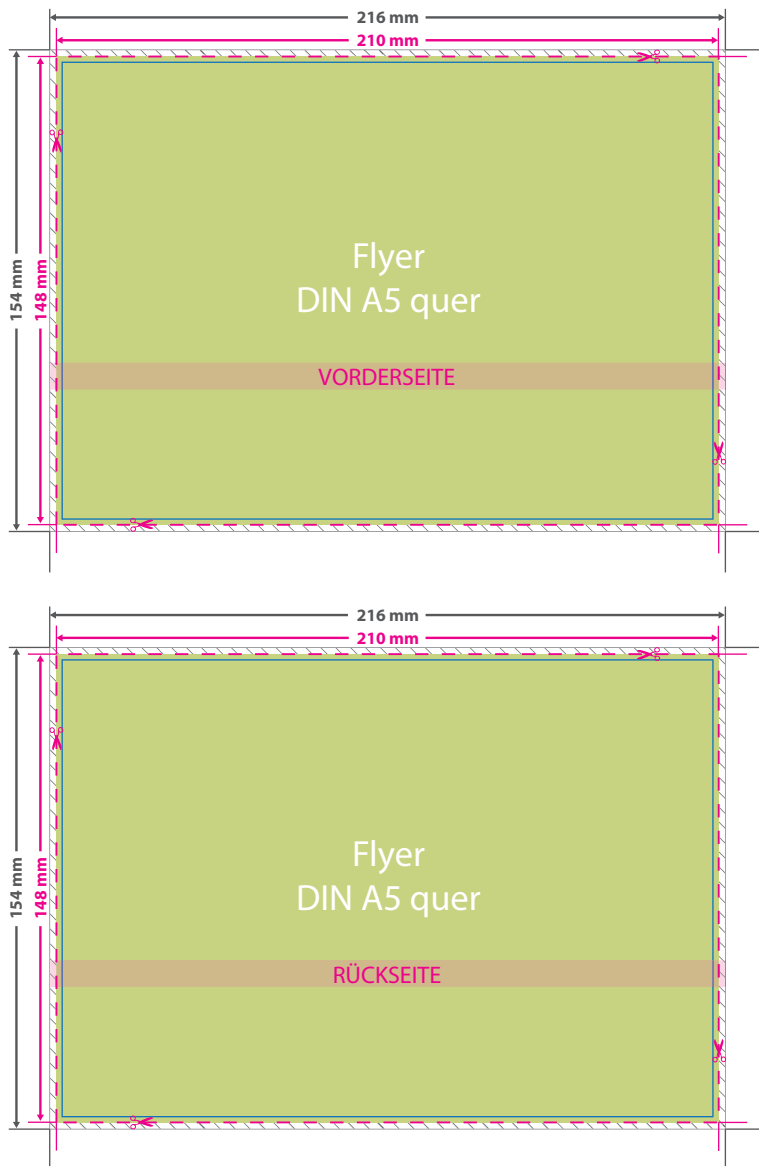 216 mm
210 mm
154 mm
148 mm
Flyer
DIN A5 quer
VORDERSEITE
216 mm
210 mm
154 mm
148 mm
Flyer
DIN A5 quer
RÜCKSEITE